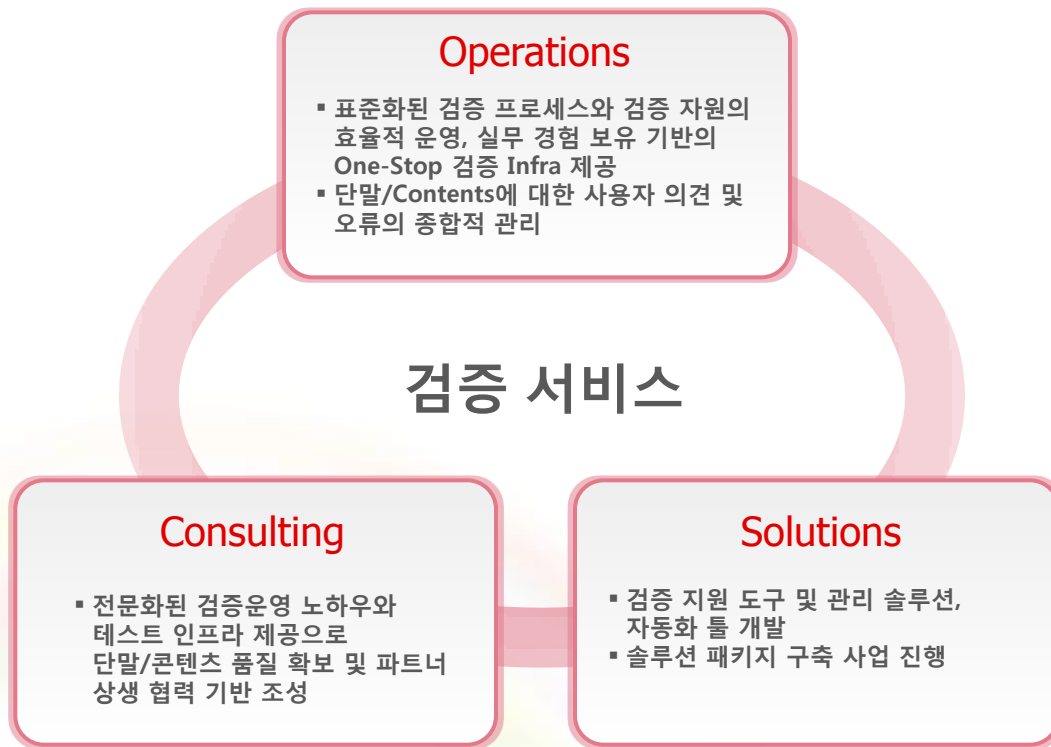 Operations
▪ 표준화된 검증 프로세스와 검증 자원의
효율적 운영, 실무 경험 보유 기반의
One-Stop 검증 Infra 제공
▪ 단말/Contents에 대한 사용자 의견 및
오류의 종합적 관리
검증 서비스
Consulting
▪ 전문화된 검증운영 노하우와
테스트 인프라 제공으로
단말/콘텐츠 품질 확보 및 파트너
상생 협력 기반 조성
Solutions
▪ 검증 지원 도구 및 관리 솔루션,
자동화 툴 개발
▪ 솔루션 패키지 구축 사업 진행